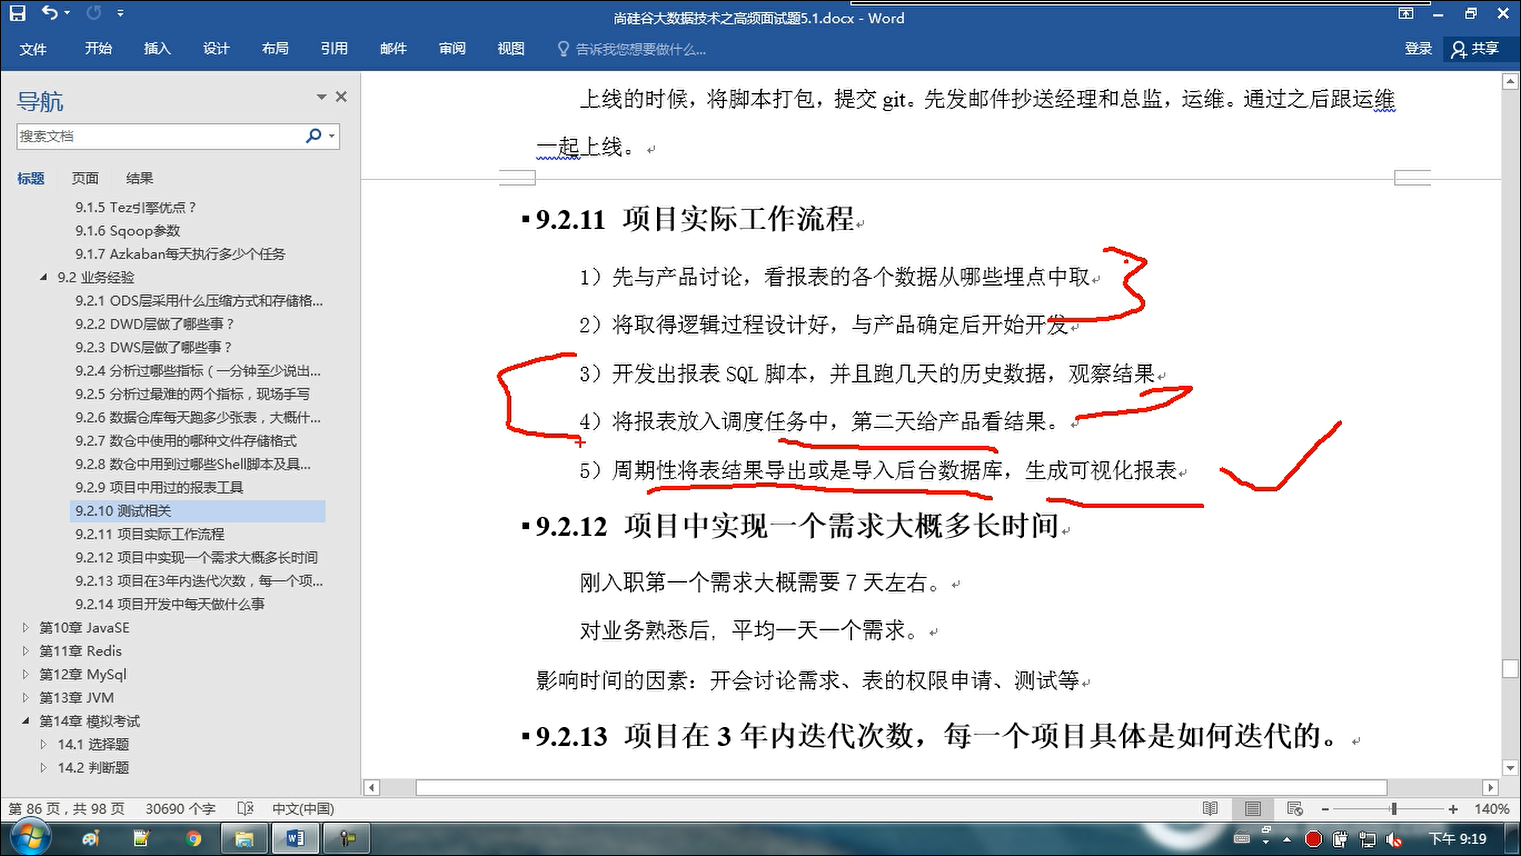 尚硅谷大数据技术之高频面试题5.1.docx - Word
文件 开始 插入 设计 布局 引用 邮件 审阅 视图 告诉我您想要做什么... 登录 共享
导航
搜索文档
标题 页面 结果
9.1.5 Tez引擎优点？
9.1.6 Sqoop参数
9.1.7 Azkaban每天执行多少个任务
9.2 业务经验
9.2.1 ODS层采用什么压缩方式和存储格...
9.2.2 DWD层做了哪些事？
9.2.3 DWS层做了哪些事？
9.2.4 分析过哪些指标（一分钟至少说出...
9.2.5 分析过最难的两个指标，现场手写
9.2.6 数据仓库每天跑多少张表，大概什...
9.2.7 数仓中使用的哪种文件存储格式
9.2.8 数仓中用到过哪些Shell脚本及具...
9.2.9 项目中用过的报表工具
9.2.10 测试相关
9.2.11 项目实际工作流程
9.2.12 项目中实现一个需求大概多长时间
9.2.13 项目在3年内迭代次数，每一个项...
9.2.14 项目开发中每天做什么事
第10章 JavaSE
第11章 Redis
第12章 MySql
第13章 JVM
第14章 模拟考试
14.1 选择题
14.2 判断题
上线的时候，将脚本打包，提交 git。先发邮件抄送经理和总监，运维。通过之后跟运维
一起上线。
9.2.11 项目实际工作流程
1）先与产品讨论，看报表的各个数据从哪些埋点中取
2）将取得逻辑过程设计好，与产品确定后开始开发
3）开发出报表 SQL 脚本，并且跑几天的历史数据，观察结果
4）将报表放入调度任务中，第二天给产品看结果。
5）周期性将表结果导出或是导入后台数据库，生成可视化报表
9.2.12 项目中实现一个需求大概多长时间
刚入职第一个需求大概需要 7 天左右。
对业务熟悉后，平均一天一个需求。
影响时间的因素：开会讨论需求、表的权限申请、测试等
9.2.13 项目在 3 年内迭代次数，每一个项目具体是如何迭代的。
第 86 页，共 98 页 30690 个字 中文(中国) 140%
下午 9:19